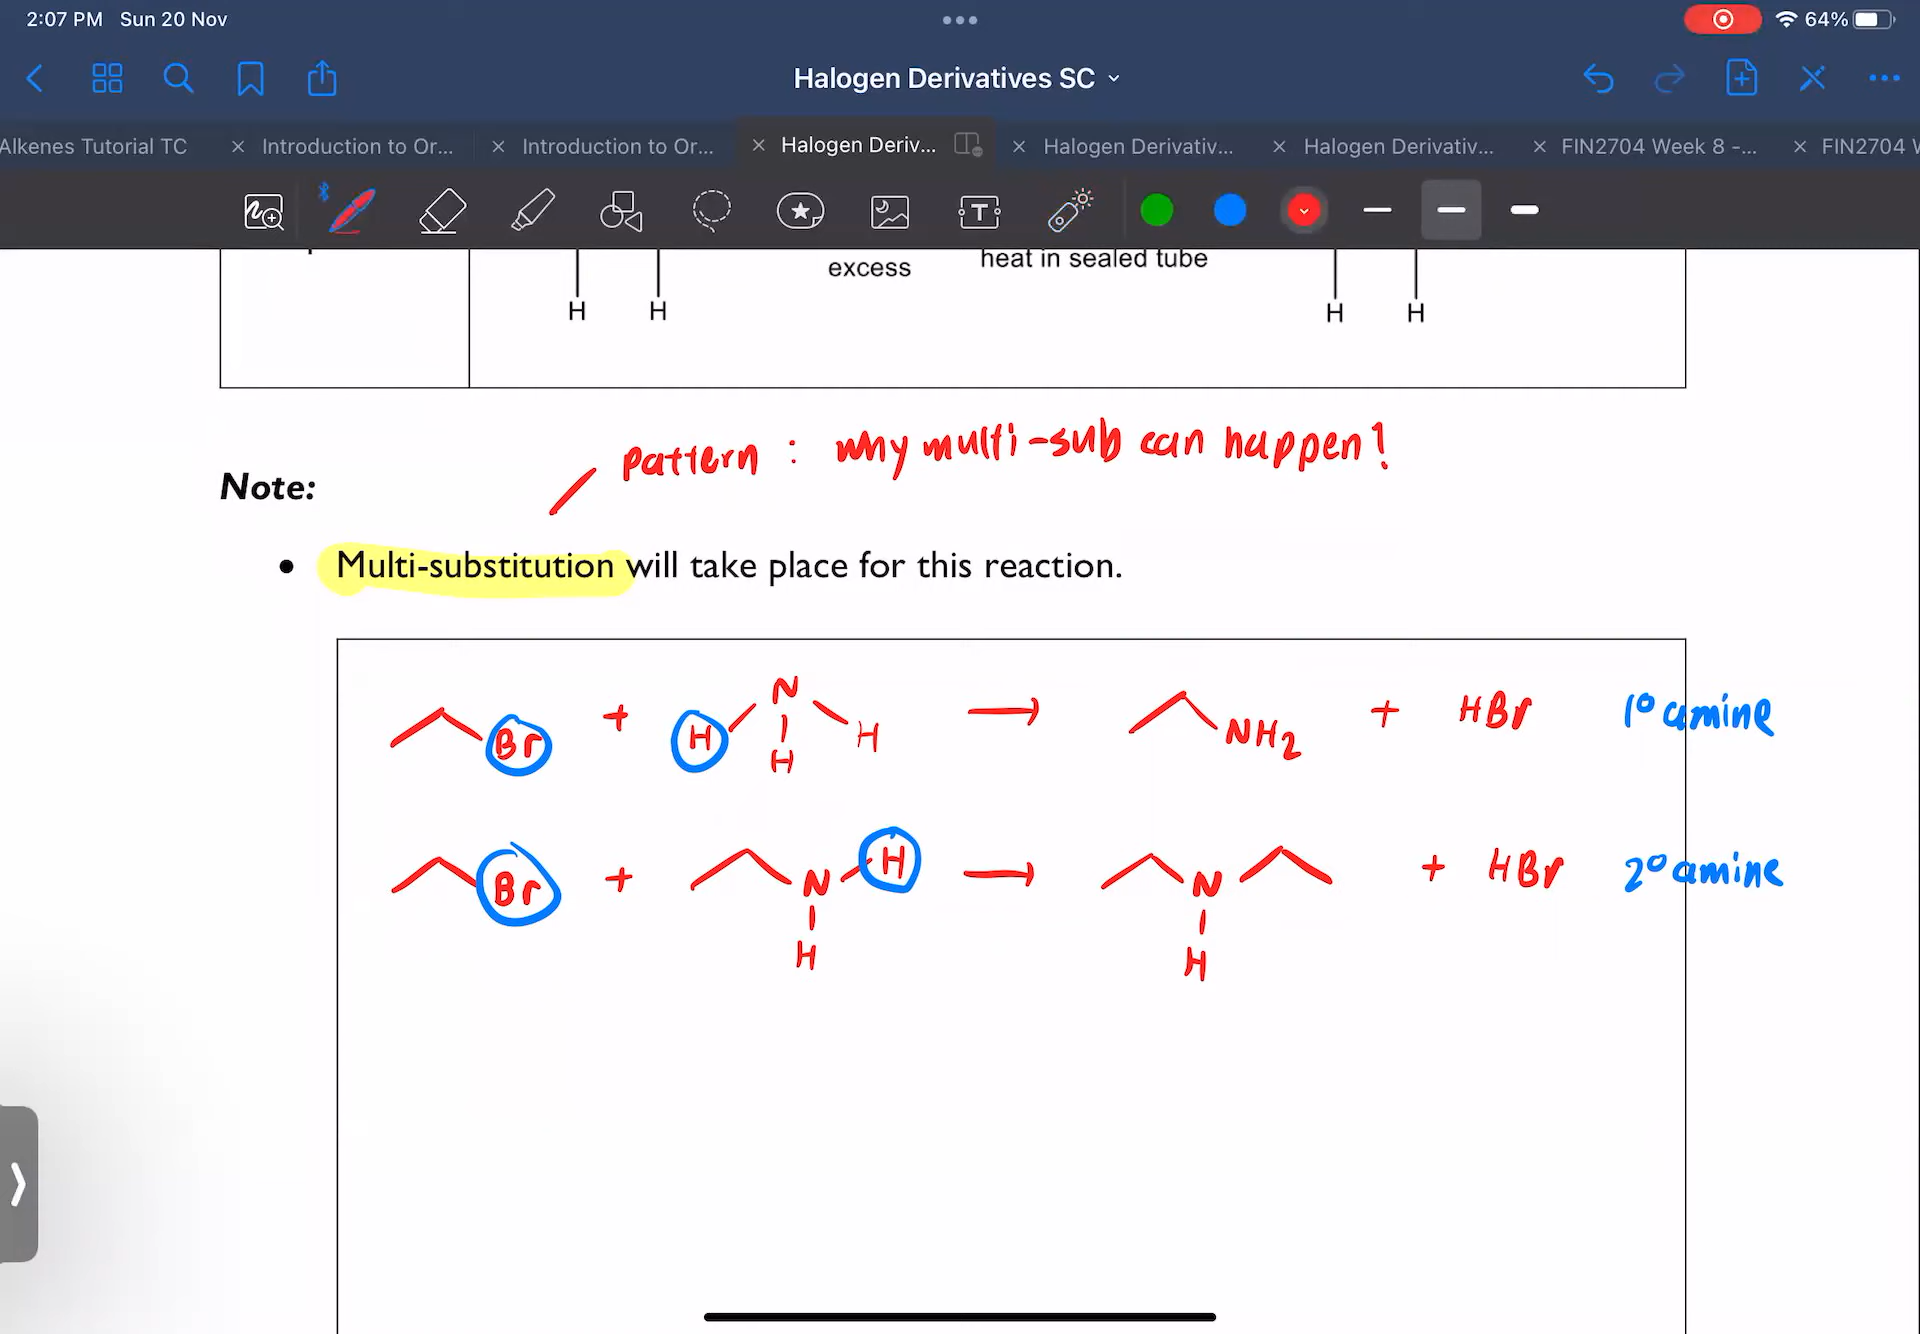 2:07 PM Sun 20 Nov 64%
Halogen Derivatives SC
Alkenes Tutorial TC × Introduction to Or... × Introduction to Or... × Halogen Deriv... × Halogen Derivativ... × Halogen Derivativ... × FIN2704 Week 8 -... × FIN2704
T
excess heat in sealed tube
H H H H
pattern : why multi-sub can happen?
Note:
• Multi-substitution will take place for this reaction.
Br + H N H H → NH2 + HBr 1° amine
Br + N H H → N H + HBr 2° amine